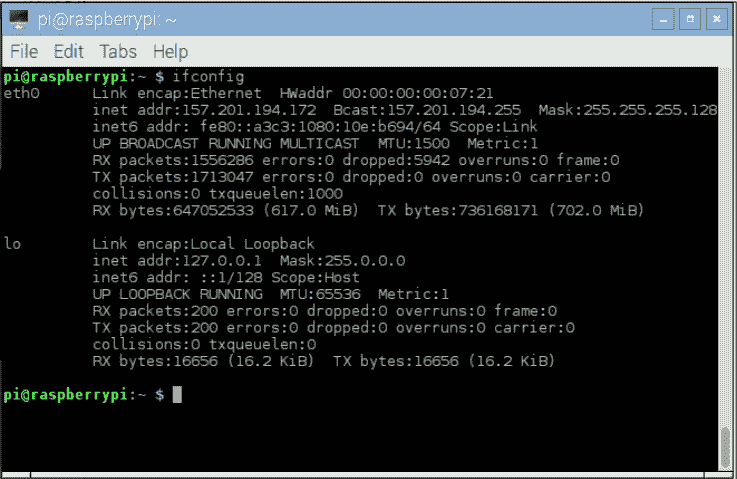 pi@raspberrypi: ~
File Edit Tabs Help
pi@raspberrypi:~ $ ifconfig
eth0      Link encap:Ethernet  HWaddr 00:00:00:00:07:21
          inet addr:157.201.194.172  Bcast:157.201.194.255  Mask:255.255.255.128
          inet6 addr: fe80::a3c3:1080:10e:b694/64 Scope:Link
          UP BROADCAST RUNNING MULTICAST  MTU:1500  Metric:1
          RX packets:1556286 errors:0 dropped:5942 overruns:0 frame:0
          TX packets:1713047 errors:0 dropped:0 overruns:0 carrier:0
          collisions:0 txqueuelen:1000
          RX bytes:647052533 (617.0 MiB)  TX bytes:736168171 (702.0 MiB)
lo        Link encap:Local Loopback
          inet addr:127.0.0.1  Mask:255.0.0.0
          inet6 addr: ::1/128 Scope:Host
          UP LOOPBACK RUNNING  MTU:65536  Metric:1
          RX packets:200 errors:0 dropped:0 overruns:0 frame:0
          TX packets:200 errors:0 dropped:0 overruns:0 carrier:0
          collisions:0 txqueuelen:0
          RX bytes:16656 (16.2 KiB)  TX bytes:16656 (16.2 KiB)
pi@raspberrypi:~ $